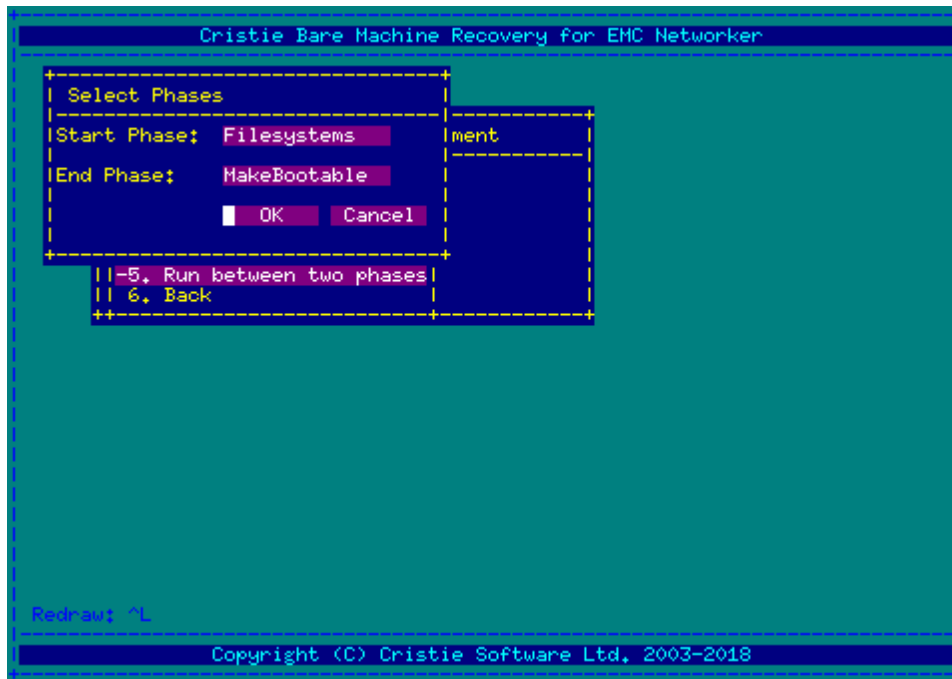 Cristie Bare Machine Recovery for EMC Networker
Select Phases
ment
Start Phase: Filesystems
End Phase: MakeBootable
OK Cancel
-5. Run between two phases
6. Back
Redraw: ^L
Copyright (C) Cristie Software Ltd. 2003-2018